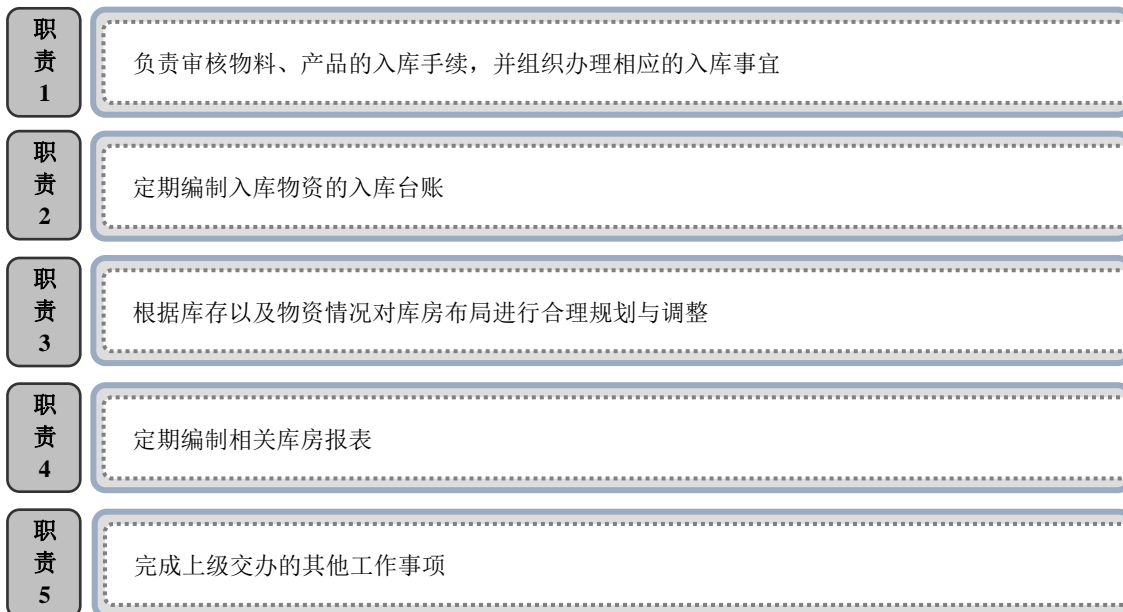 职
责
1
负责审核物料、产品的入库手续，并组织办理相应的入库事宜
职
责
2
定期编制入库物资的入库台账
职
责
3
根据库存以及物资情况对库房布局进行合理规划与调整
职
责
4
定期编制相关库房报表
职
责
5
完成上级交办的其他工作事项